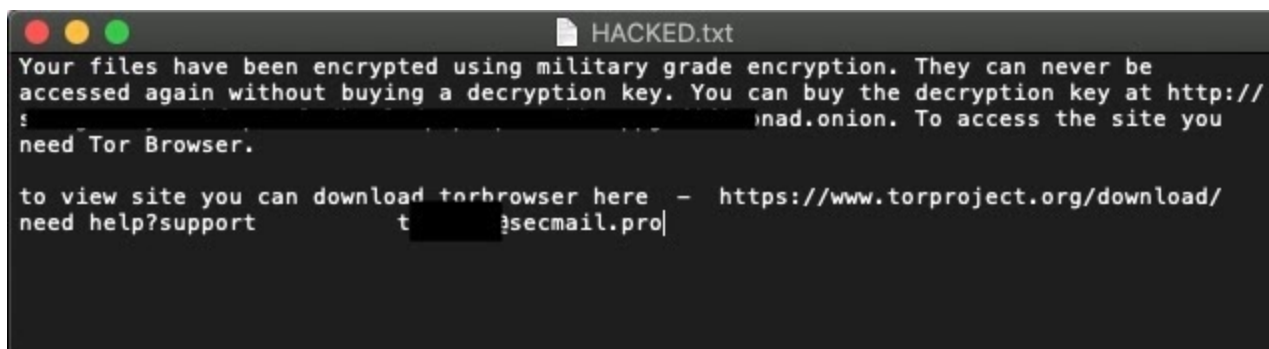 HACKED.txt
Your files have been encrypted using military grade encryption. They can never be
accessed again without buying a decryption key. You can buy the decryption key at http://
onad.onion. To access the site you
need Tor Browser.
to view site you can download torbrowser here – https://www.torproject.org/download/
need help?support t @secmail.pro